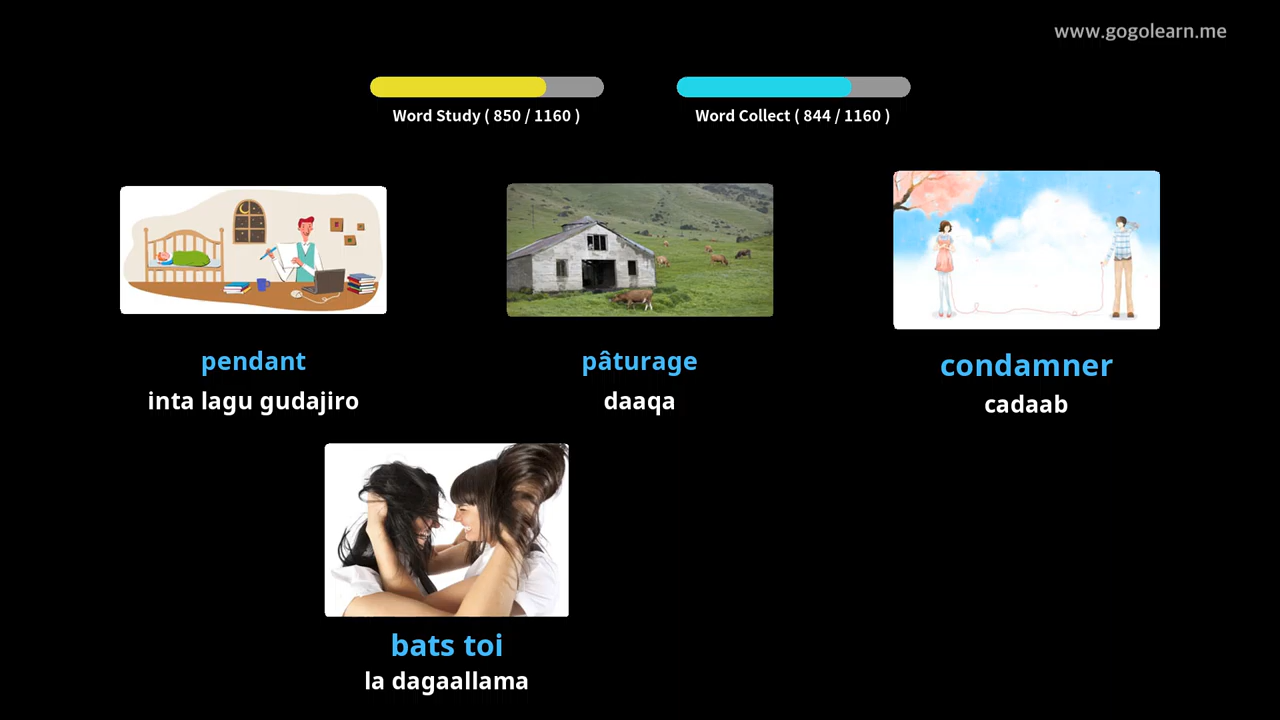 www.gogolearn.me
Word Study ( 850 / 1160 )
Word Collect ( 844 / 1160 )
pendant
inta lagu gudajiro
pâturage
daaqa
condamner
cadaab
bats toi
la dagaallama